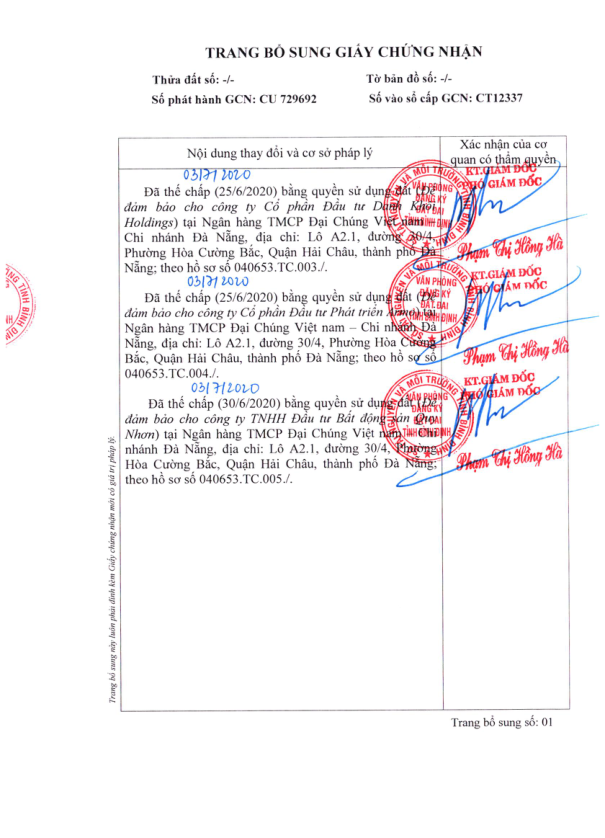 TRANG BỔ SUNG GIẤY CHỨNG NHẬN
Thửa đất số: -/-
Tờ bản đồ số: -/-
Số phát hành GCN: CU 729692
Số vào sổ cấp GCN: CT12337
Nội dung thay đổi và cơ sở pháp lý
Xác nhận của cơ
quan có thẩm quyền
03/7/2020
Đã thế chấp (25/6/2020) bằng quyền sử dụng đất (Để
đảm bảo cho công ty Cổ phần Đầu tư Danh Khôi
Holdings) tại Ngân hàng TMCP Đại Chúng Việt nam –
Chi nhánh Đà Nẵng, địa chỉ: Lô A2.1, đường 30/4,
Phường Hòa Cường Bắc, Quận Hải Châu, thành phố Đà
Nẵng; theo hồ sơ số 040653.TC.003./.
KT.GIÁM ĐỐC
PHÓ GIÁM ĐỐC
Phạm Thị Hồng Hà
VĂN PHÒNG
ĐĂNG KÝ
ĐẤT ĐAI
TỈNH BÌNH ĐỊNH
03/7/2020
Đã thế chấp (25/6/2020) bằng quyền sử dụng đất (Để
đảm bảo cho công ty Cổ phần Đầu tư Phát triển) tại
Ngân hàng TMCP Đại Chúng Việt nam – Chi nhánh Đà
Nẵng, địa chỉ: Lô A2.1, đường 30/4, Phường Hòa Cường
Bắc, Quận Hải Châu, thành phố Đà Nẵng; theo hồ sơ số
040653.TC.004./.
KT.GIÁM ĐỐC
PHÓ GIÁM ĐỐC
Phạm Thị Hồng Hà
VĂN PHÒNG
ĐĂNG KÝ
ĐẤT ĐAI
TỈNH BÌNH ĐỊNH
03/7/2020
Đã thế chấp (30/6/2020) bằng quyền sử dụng đất (Để
đảm bảo cho công ty TNHH Đầu tư Bất động sản Quy
Nhơn) tại Ngân hàng TMCP Đại Chúng Việt nam – Chi
nhánh Đà Nẵng, địa chỉ: Lô A2.1, đường 30/4, Phường
Hòa Cường Bắc, Quận Hải Châu, thành phố Đà Nẵng;
theo hồ sơ số 040653.TC.005./.
KT.GIÁM ĐỐC
PHÓ GIÁM ĐỐC
Phạm Thị Hồng Hà
VĂN PHÒNG
ĐĂNG KÝ
ĐẤT ĐAI
TỈNH BÌNH ĐỊNH
Trang bổ sung này luôn phải đính kèm Giấy chứng nhận mới có giá trị pháp lý.
Trang bổ sung số: 01